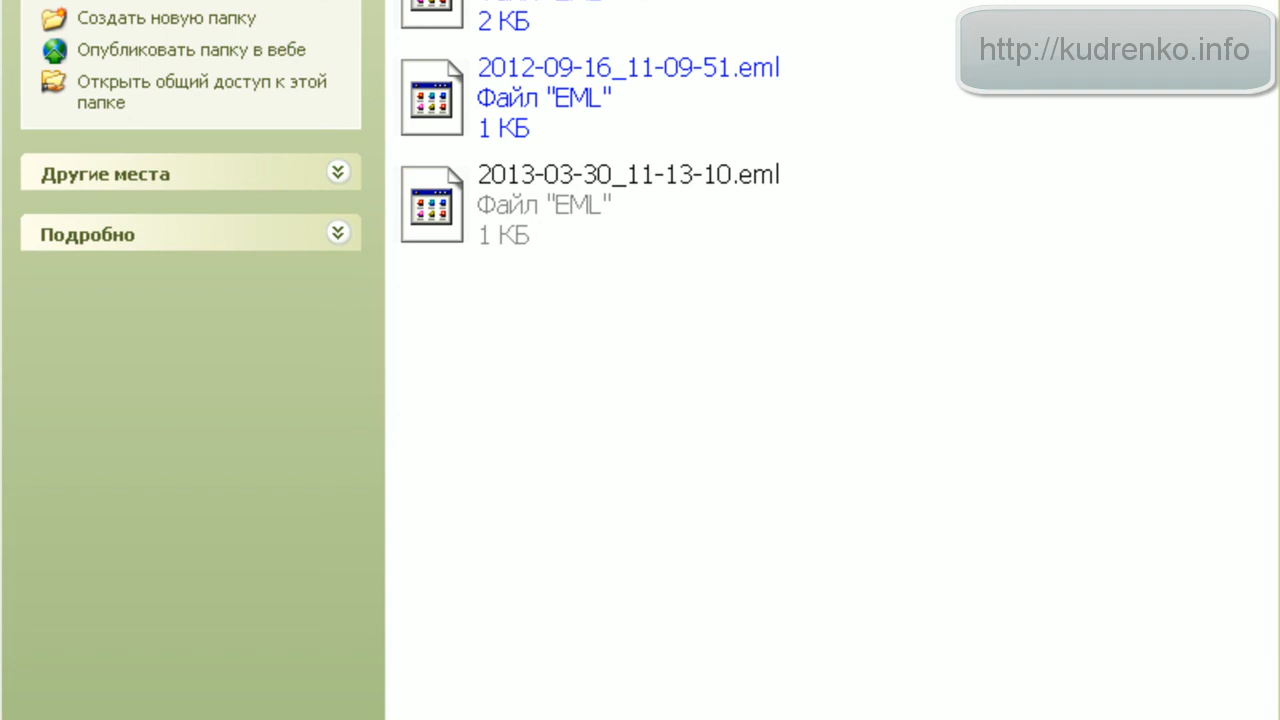 Создать новую папку
Опубликовать папку в вебе
Открыть общий доступ к этой
папке
Другие места
Подробно
2 КБ
2012-09-16_11-09-51.eml
Файл "EML"
1 КБ
2013-03-30_11-13-10.eml
Файл "EML"
1 КБ
http://kudrenko.info